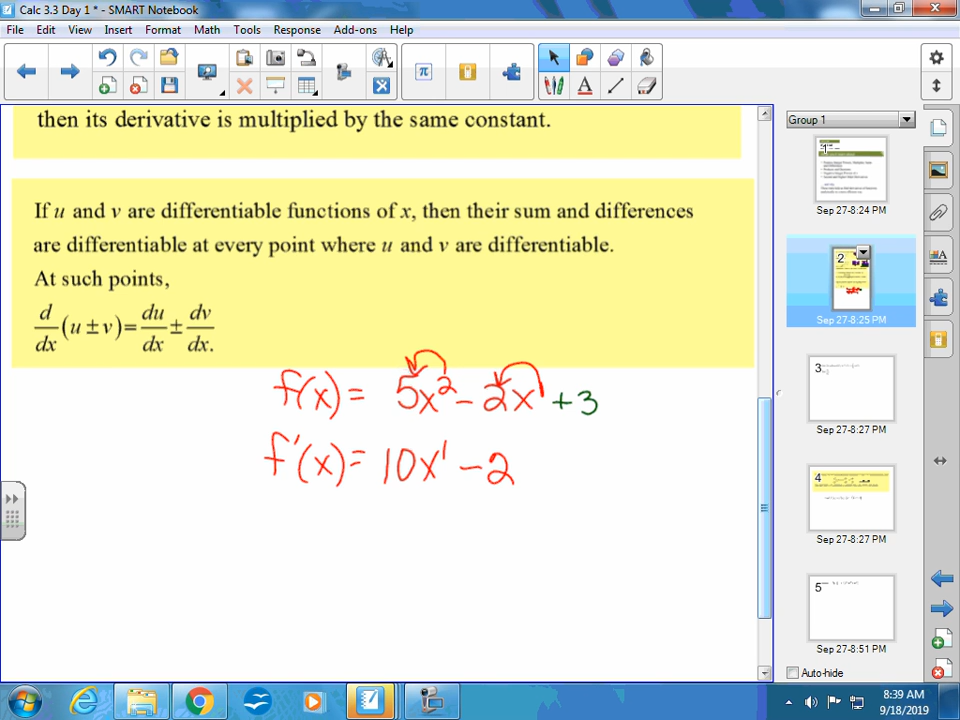 Calc 3.3 Day 1 * - SMART Notebook
File Edit View Insert Format Math Tools Response Add-ons Help
π
A
then its derivative is multiplied by the same constant.
If u and v are differentiable functions of x, then their sum and differences
are differentiable at every point where u and v are differentiable.
At such points,
d/dx (u ± v) = du/dx ± dv/dx.
f(x) = 5x² − 2x¹ + 3
f'(x) = 10x¹ − 2
Group 1
1
Sep 27-8:24 PM
2
Sep 27-8:25 PM
3
Sep 27-8:27 PM
4
Sep 27-8:27 PM
5
Sep 27-8:51 PM
Auto-hide
8:39 AM
9/18/2019